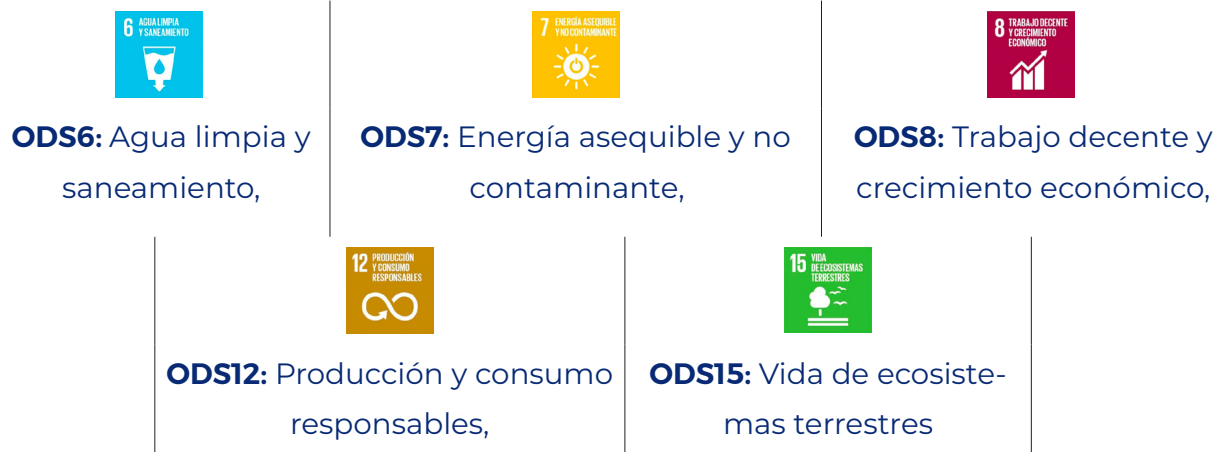 6 AGUA LIMPIA
Y SANEAMIENTO
ODS6: Agua limpia y
saneamiento,
7 ENERGÍA ASEQUIBLE
Y NO CONTAMINANTE
ODS7: Energía asequible y no
contaminante,
8 TRABAJO DECENTE
Y CRECIMIENTO
ECONÓMICO
ODS8: Trabajo decente y
crecimiento económico,
12 PRODUCCIÓN
Y CONSUMO
RESPONSABLES
ODS12: Producción y consumo
responsables,
15 VIDA
DE ECOSISTEMAS
TERRESTRES
ODS15: Vida de ecosiste-
mas terrestres